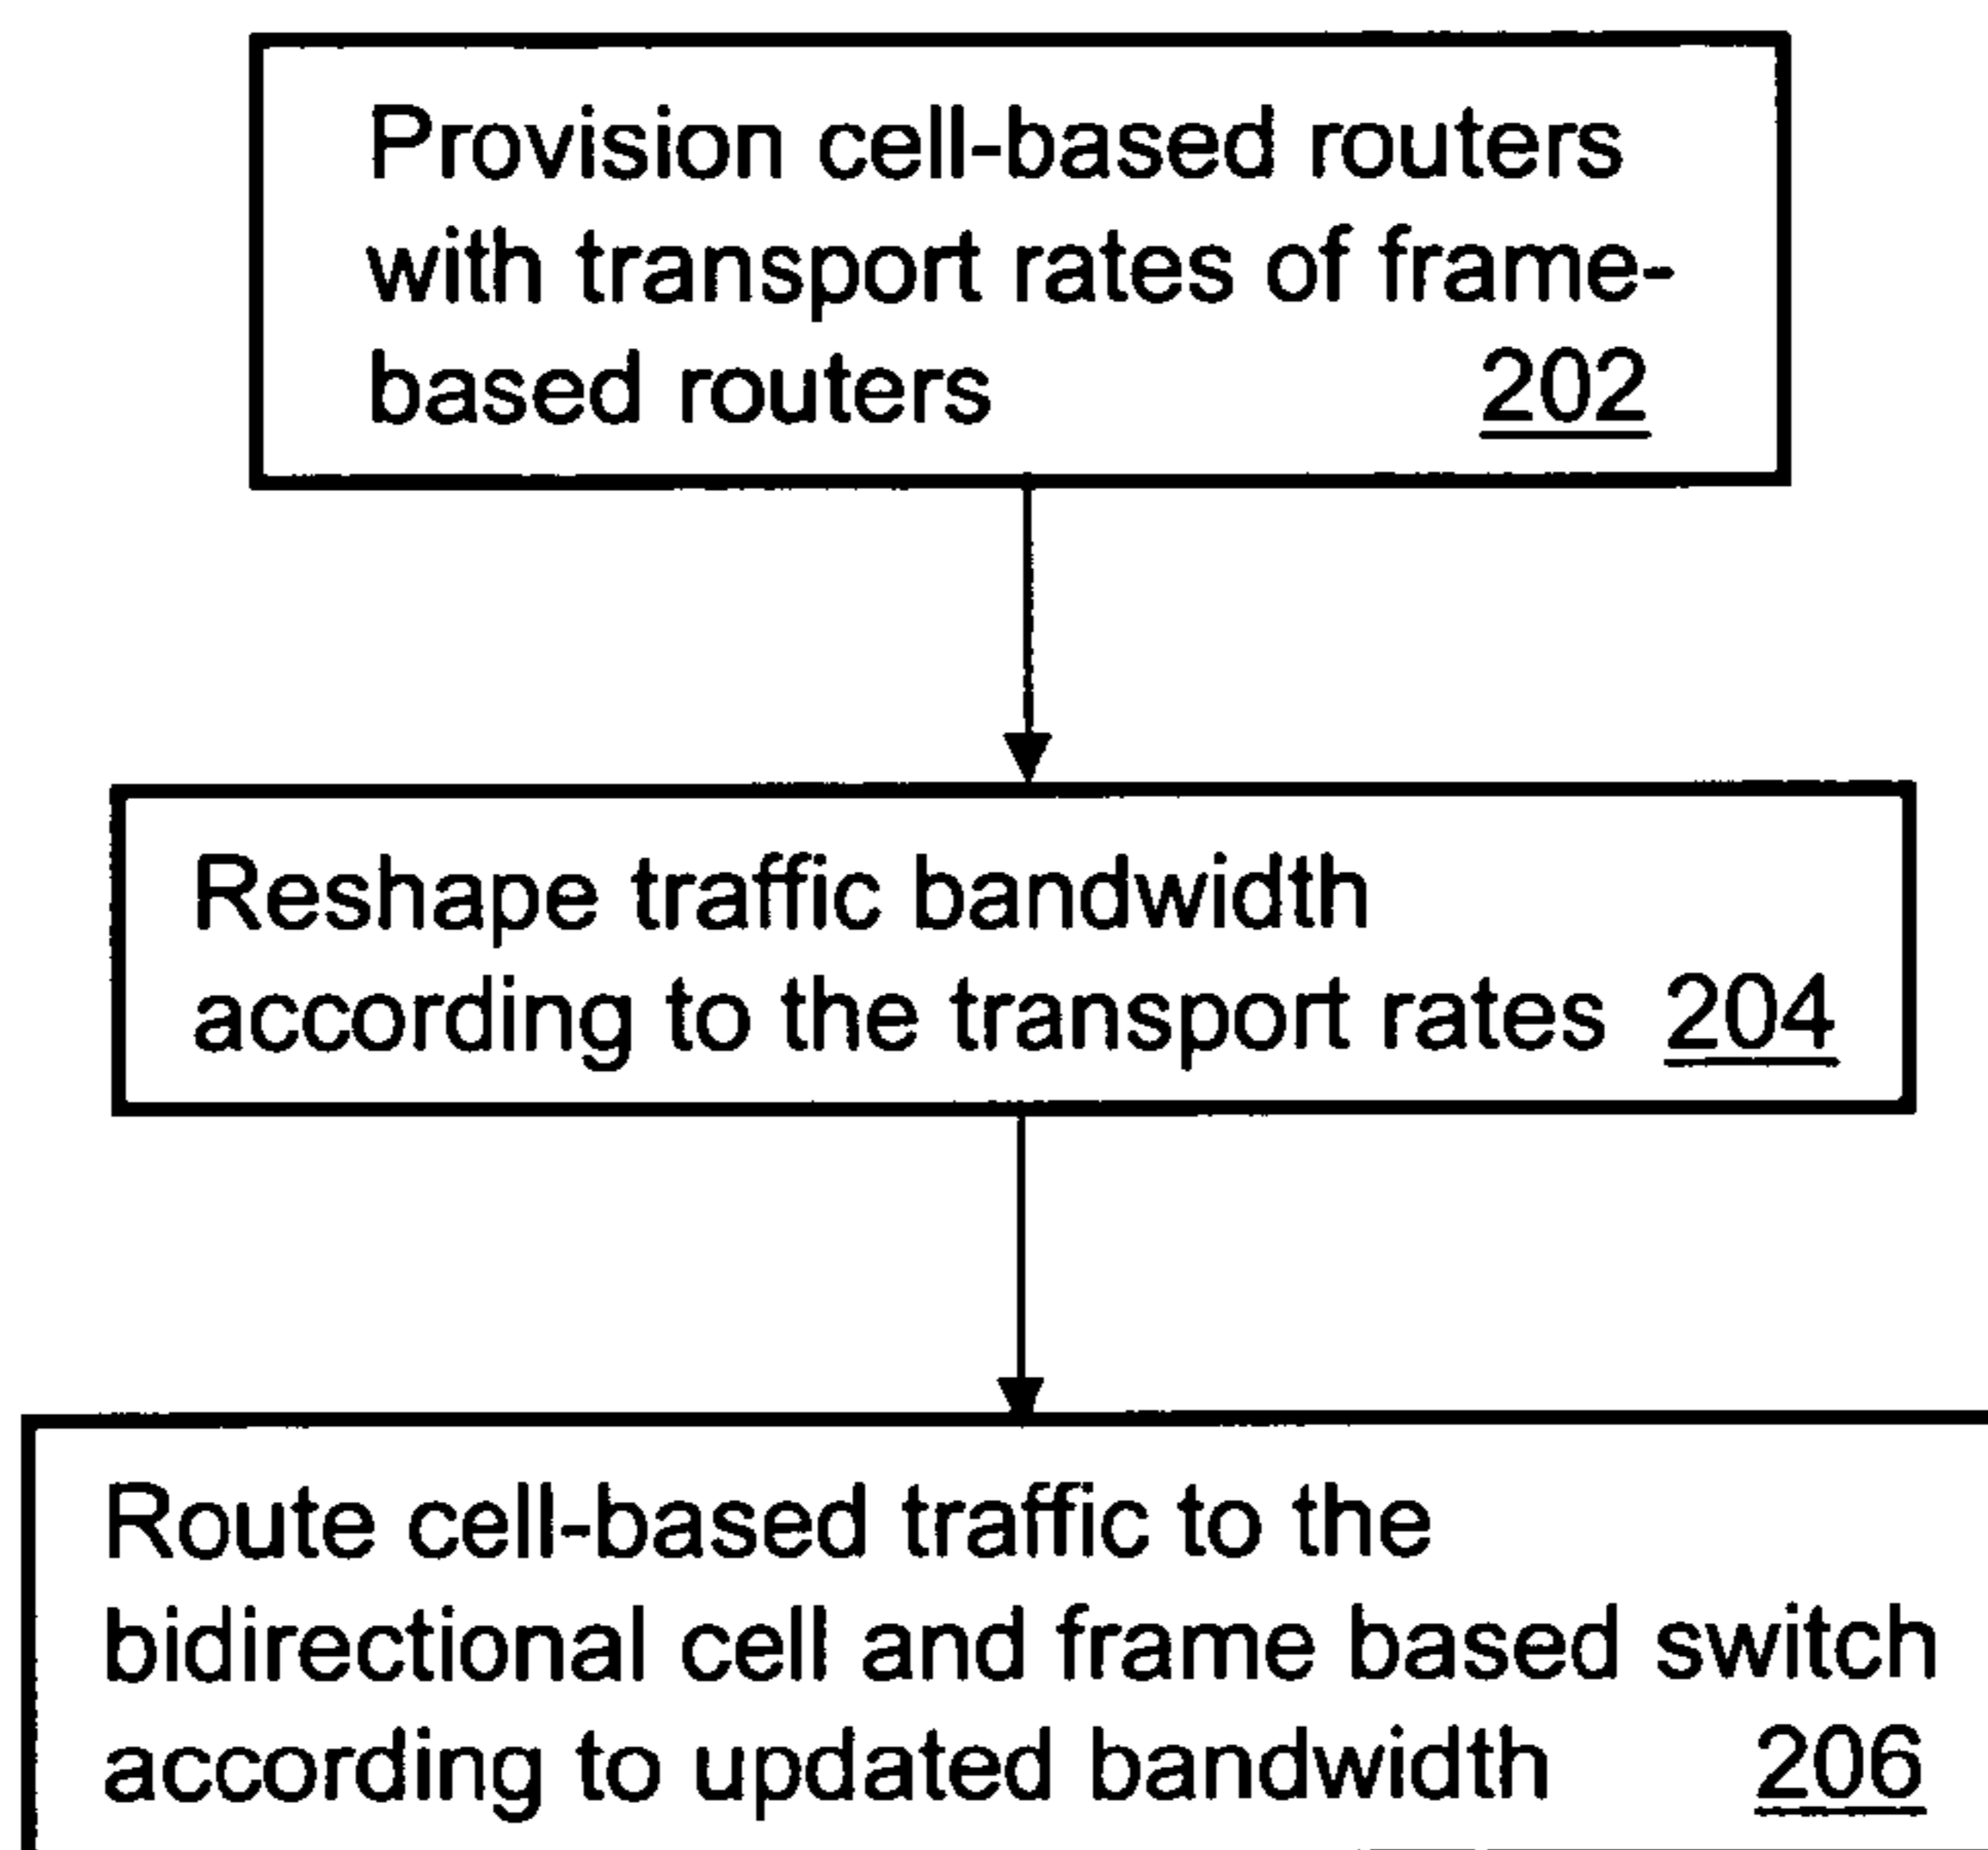 Provision cell-based routers
with transport rates of frame-
based routers 202
Reshape traffic bandwidth
according to the transport rates 204
Route cell-based traffic to the
bidirectional cell and frame based switch
according to updated bandwidth 206